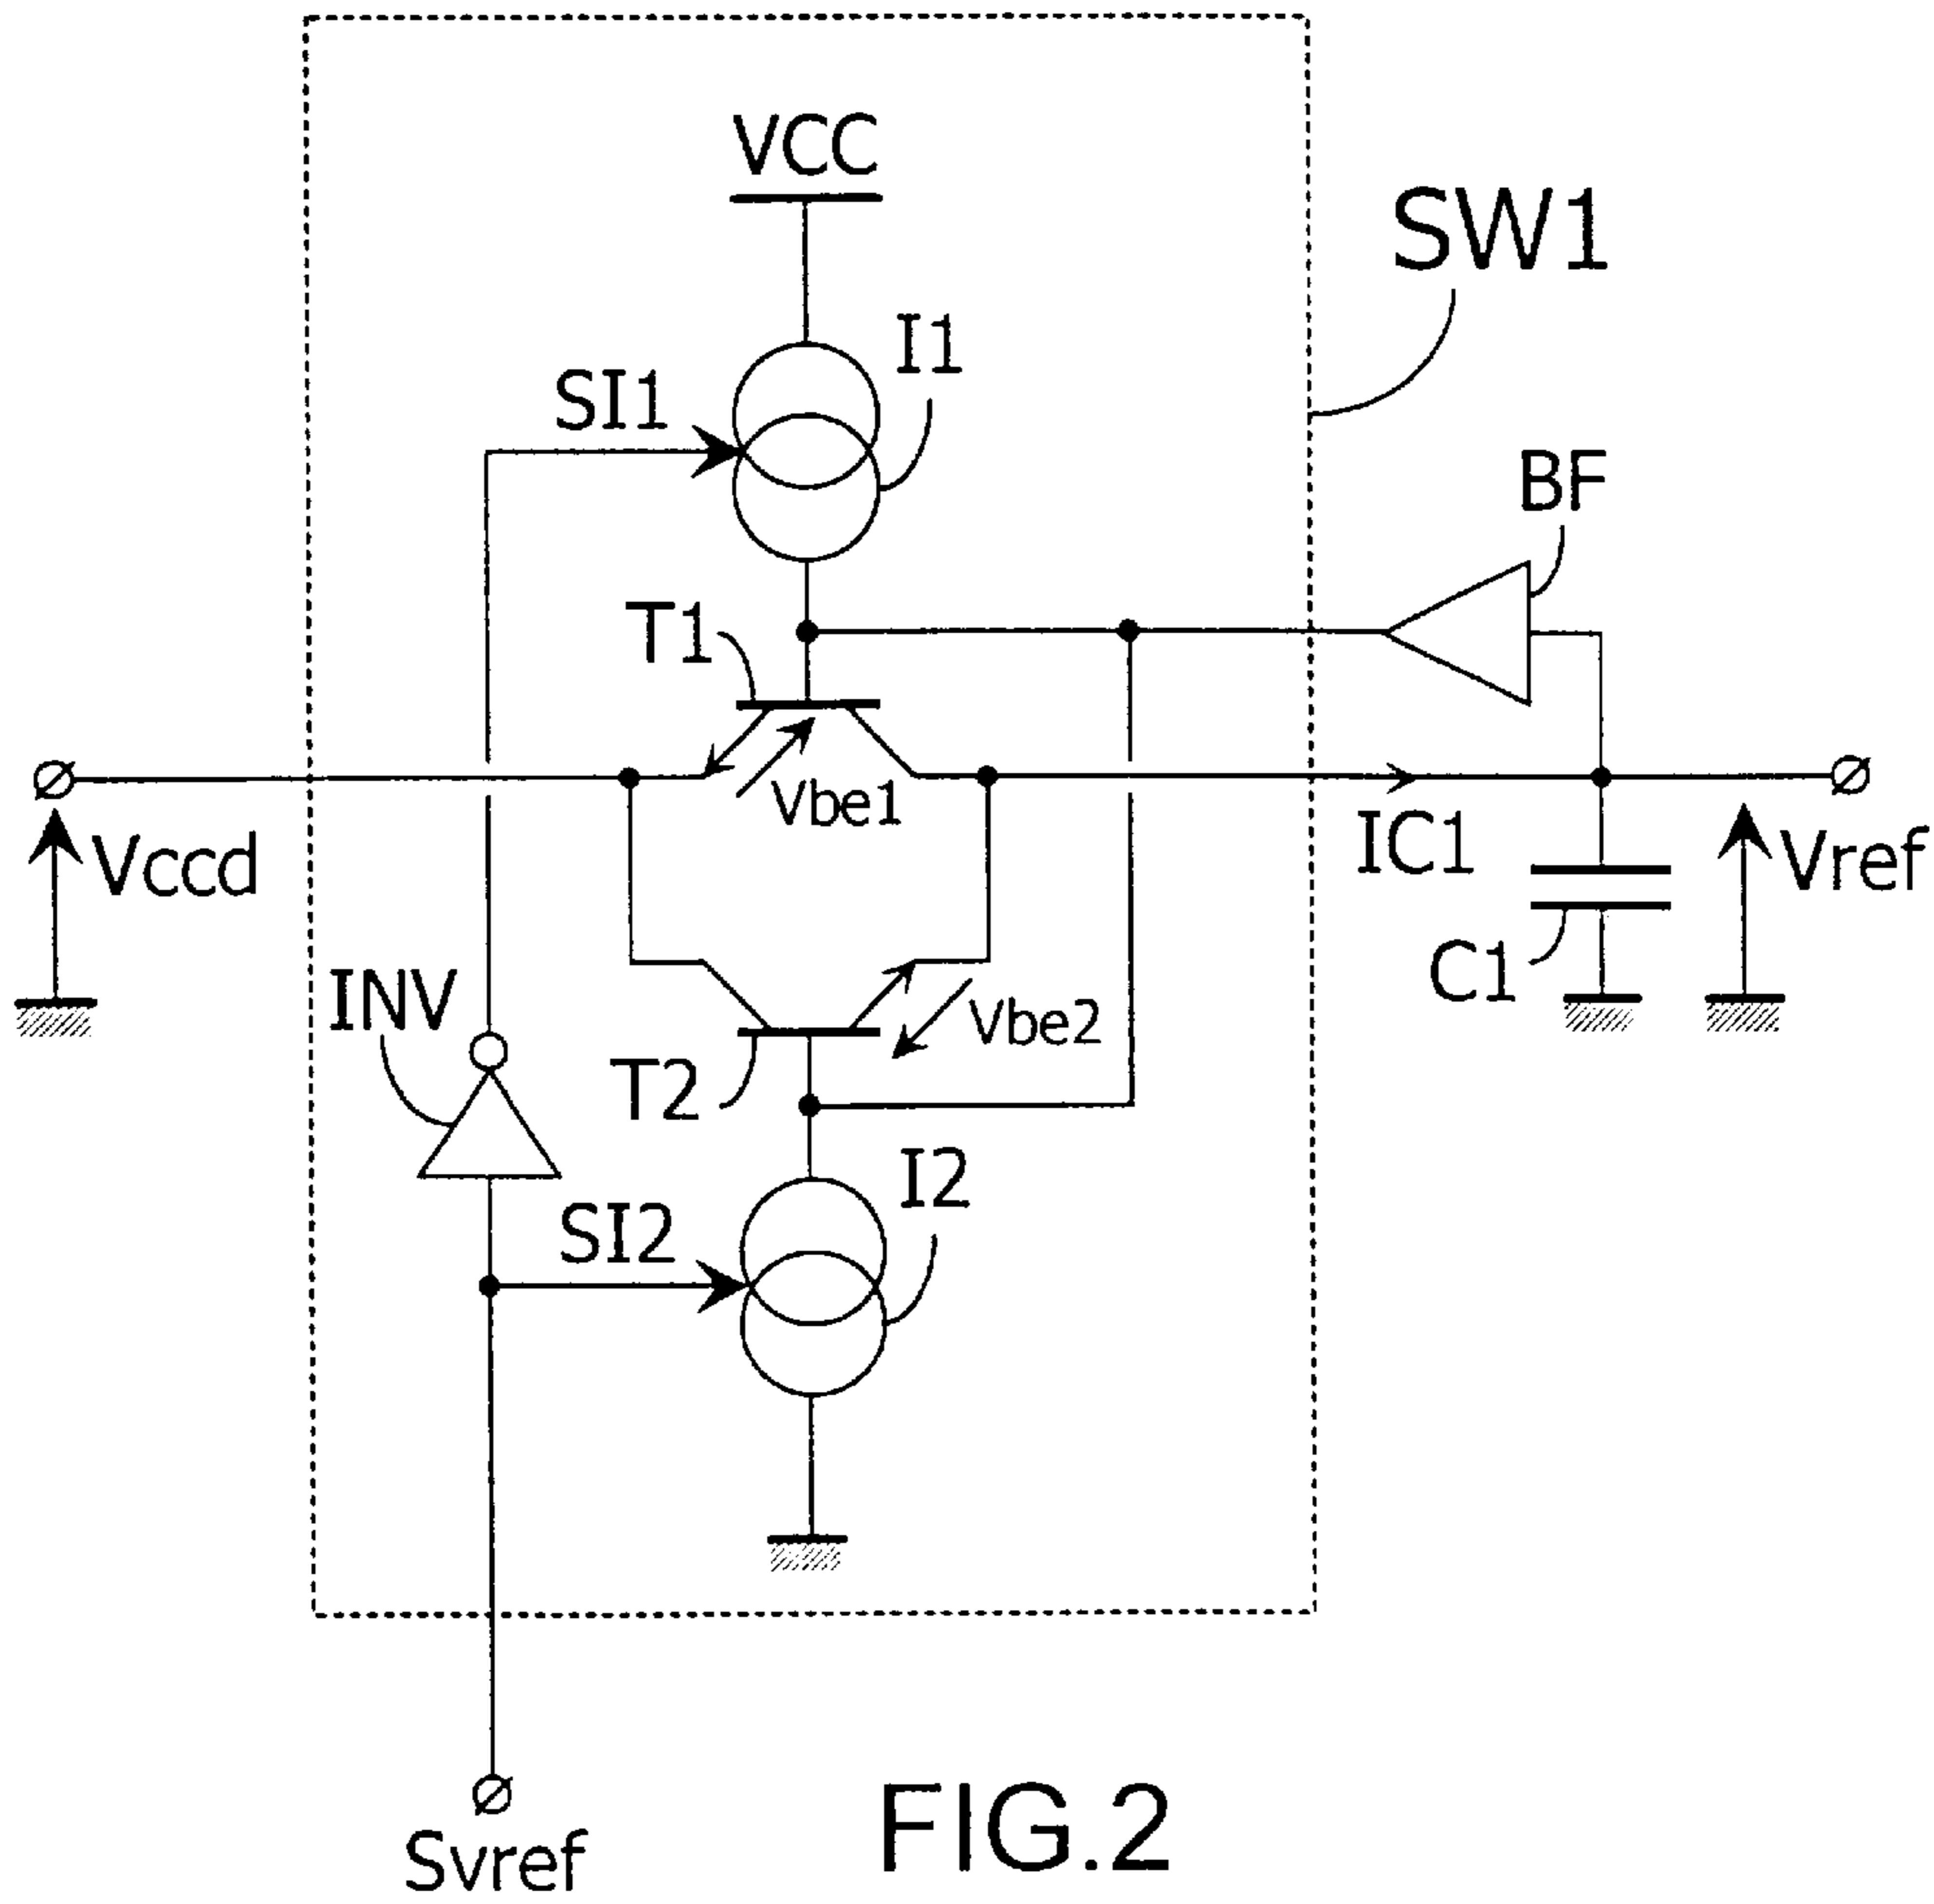 VCC
SW1
I1
SI1
BF
T1
Vbe1
Vccd
IC1
Vref
C1
INV
Vbe2
T2
I2
SI2
FIG.2
Svref